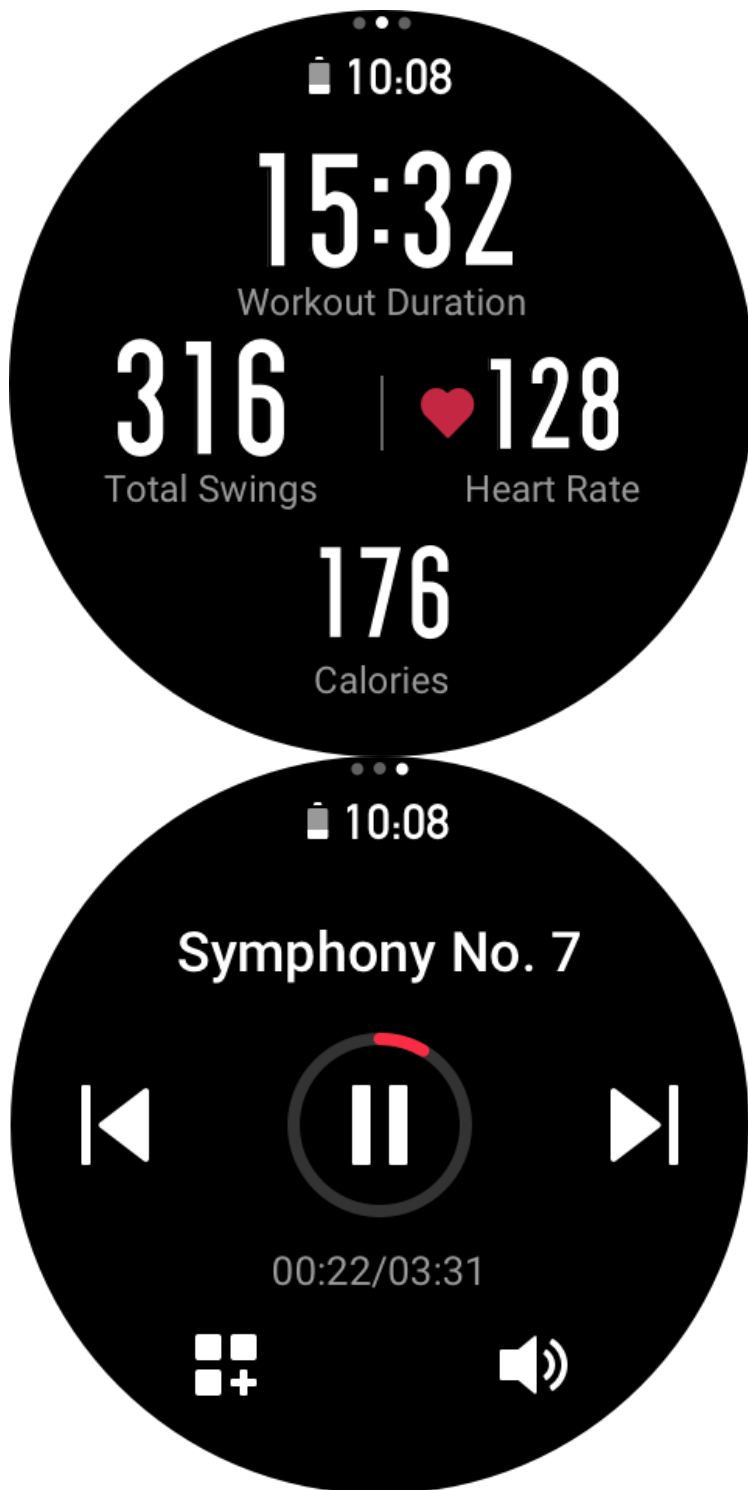 10:08
15:32
Workout Duration
316 128
Total Swings Heart Rate
176
Calories
10:08
Symphony No. 7
00:22/03:31